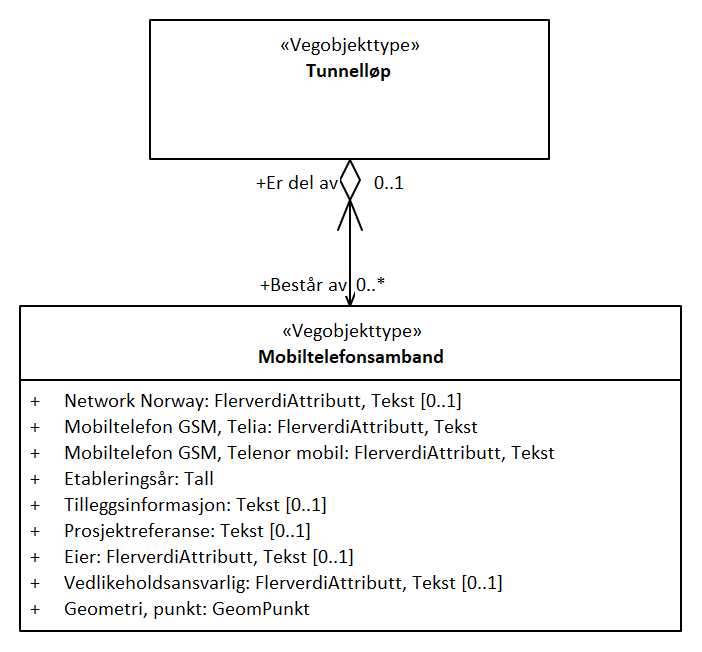 «Vegobjekttype»
Tunnelløp
+Er del av 0..1
+Består av 0..*
«Vegobjekttype»
Mobiltelefonsamband
+ Network Norway: FlerverdiAttributt, Tekst [0..1]
+ Mobiltelefon GSM, Telia: FlerverdiAttributt, Tekst
+ Mobiltelefon GSM, Telenor mobil: FlerverdiAttributt, Tekst
+ Etableringsår: Tall
+ Tilleggsinformasjon: Tekst [0..1]
+ Prosjektreferanse: Tekst [0..1]
+ Eier: FlerverdiAttributt, Tekst [0..1]
+ Vedlikeholdsansvarlig: FlerverdiAttributt, Tekst [0..1]
+ Geometri, punkt: GeomPunkt